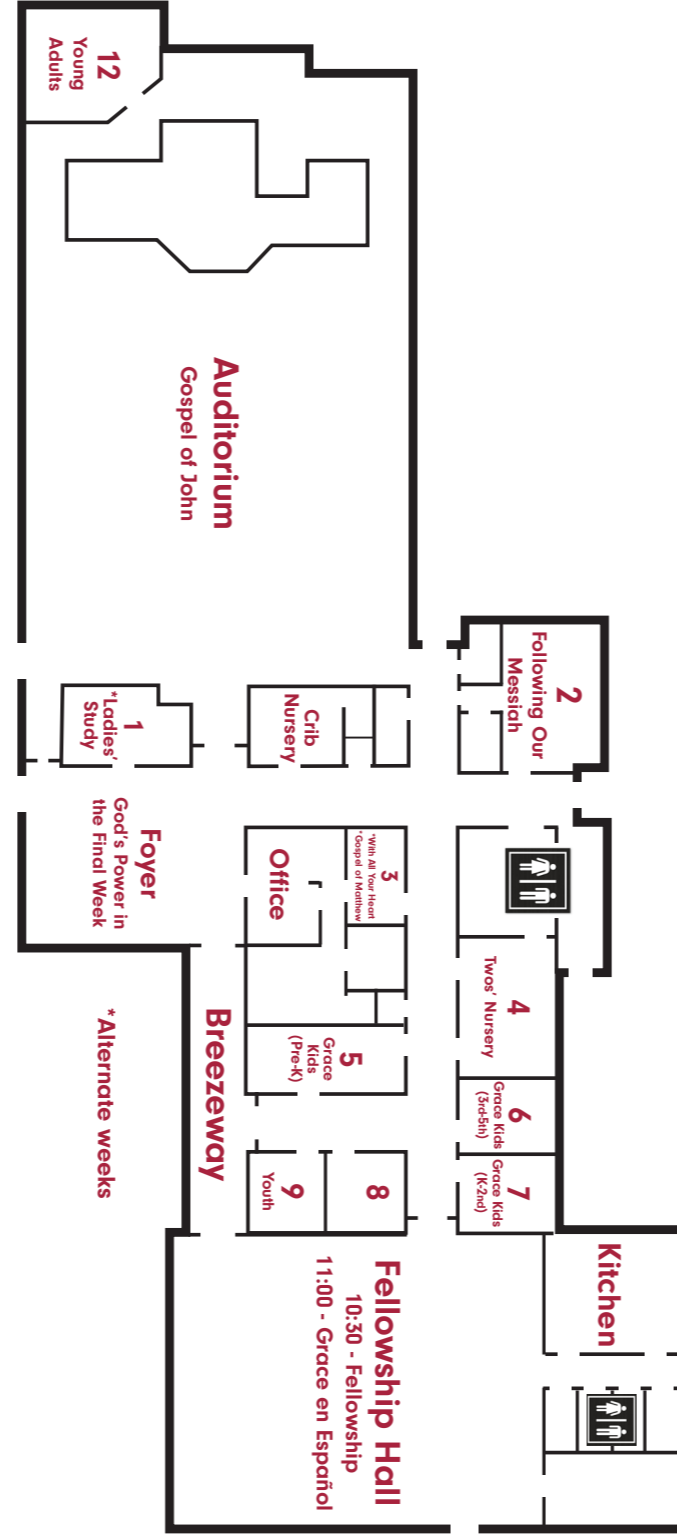 12
Young
Adults
Auditorium
Gospel of John
2
Following Our
Messiah
1
*Ladies'
Study
Crib
Nursery
Foyer
God's Power in
the Final Week
Office
3
*With All Your Heart
*Gospel of Matthew
4
Twos' Nursery
5
Grace
Kids
(Pre-K)
6
Grace Kids
(3rd-5th)
7
Grace Kids
(K-2nd)
8
9
Youth
Breezeway
*Alternate weeks
Kitchen
Fellowship Hall
10:30 - Fellowship
11:00 - Grace en Español